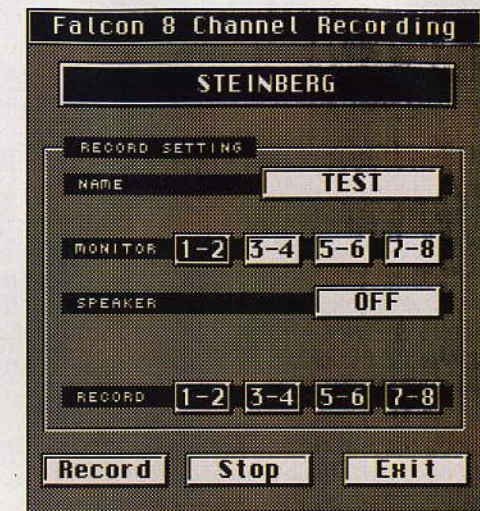 Falcon 8 Channel Recording
STEINBERG
RECORD SETTING
NAME TEST
MONITOR 1-2 3-4 5-6 7-8
SPEAKER OFF
RECORD 1-2 3-4 5-6 7-8
Record Stop Exit